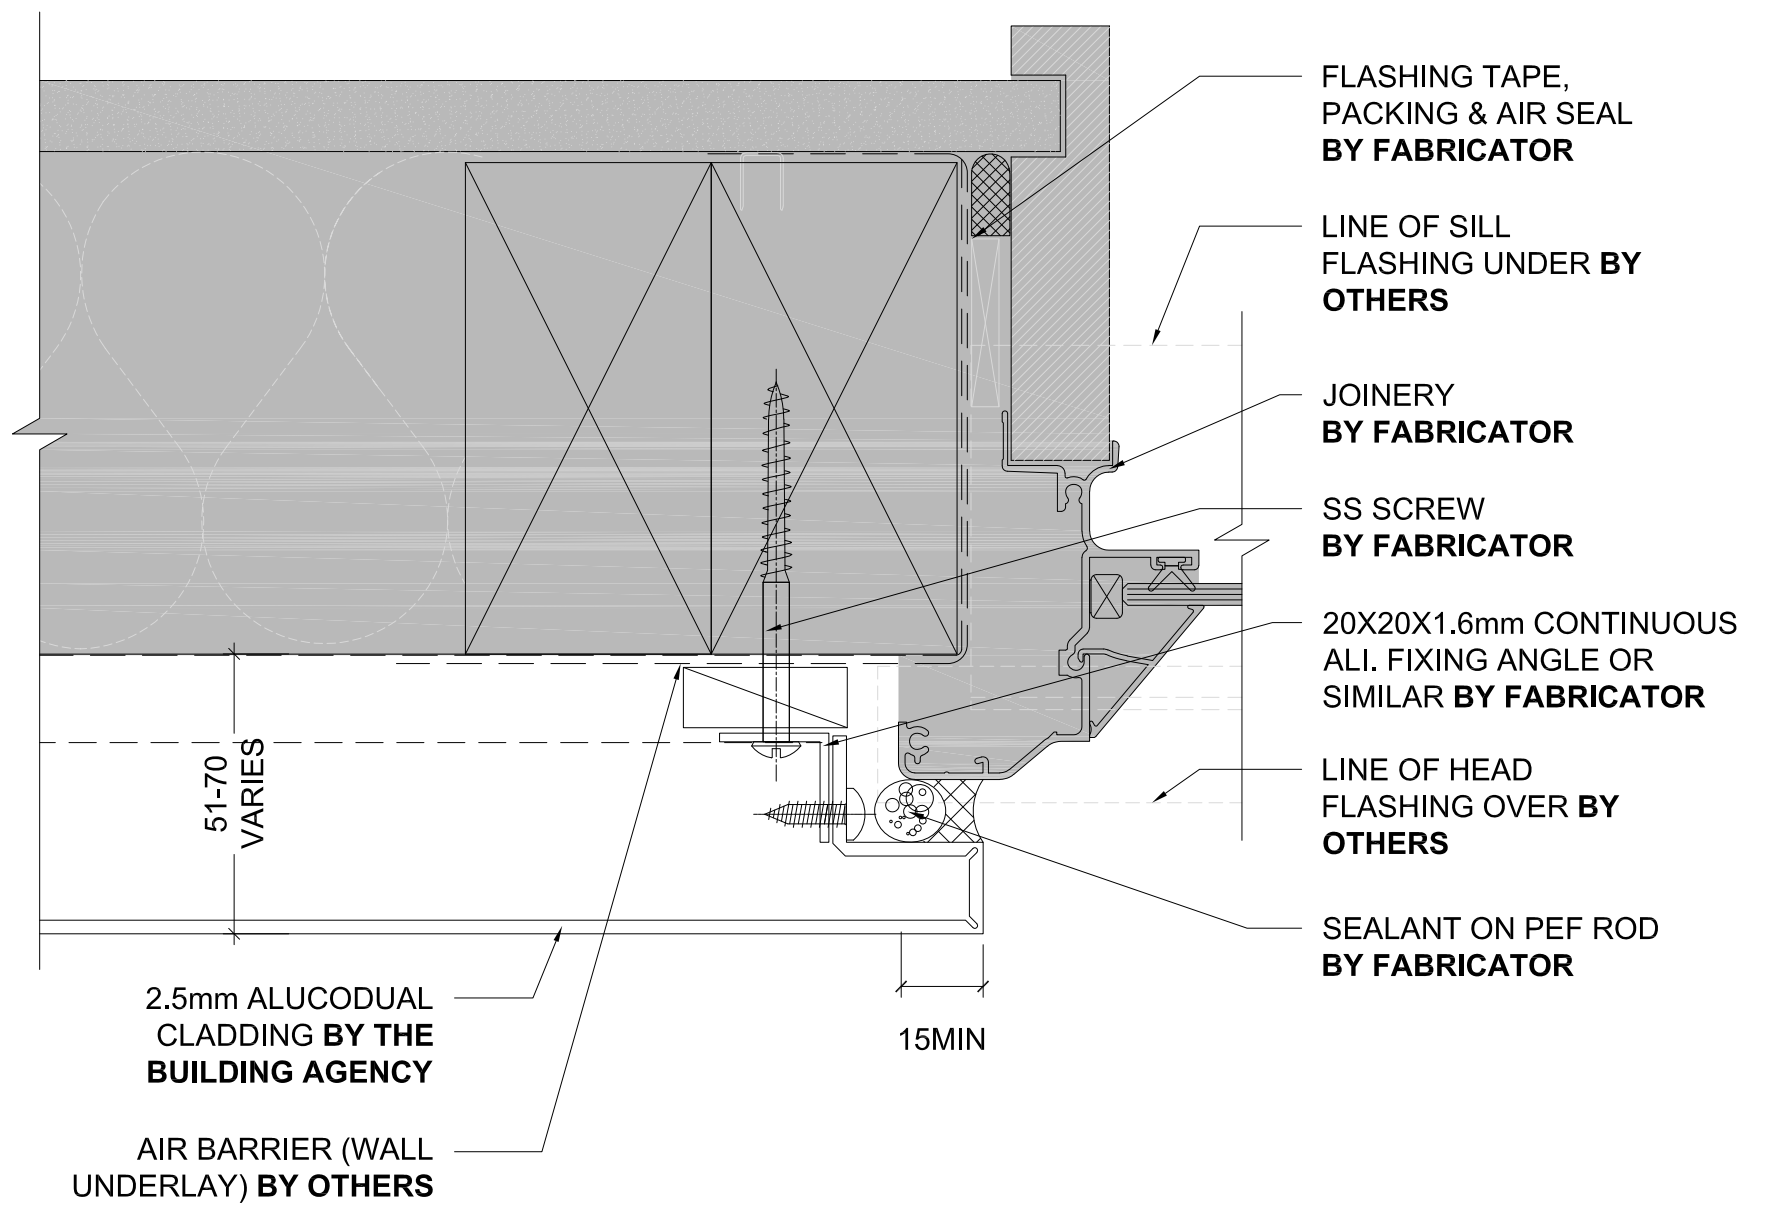 FLASHING TAPE,
PACKING & AIR SEAL
BY FABRICATOR
LINE OF SILL
FLASHING UNDER BY
OTHERS
JOINERY
BY FABRICATOR
SS SCREW
BY FABRICATOR
20X20X1.6mm CONTINUOUS
ALI. FIXING ANGLE OR
SIMILAR BY FABRICATOR
LINE OF HEAD
FLASHING OVER BY
OTHERS
SEALANT ON PEF ROD
BY FABRICATOR
51-70
VARIES
15MIN
2.5mm ALUCODUAL
CLADDING BY THE
BUILDING AGENCY
AIR BARRIER (WALL
UNDERLAY) BY OTHERS